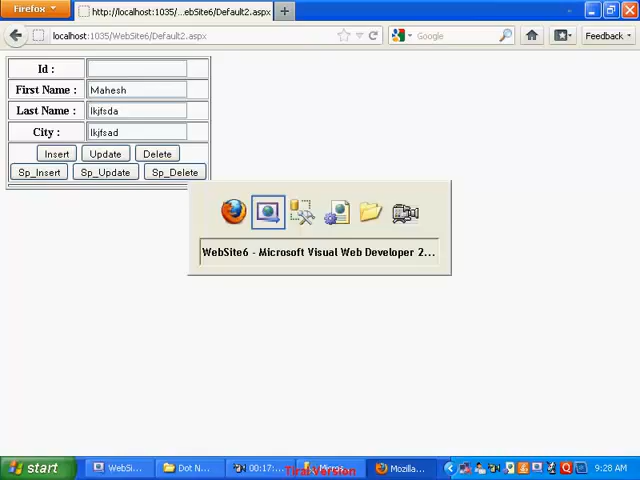 Firefox
http://localhost:1035/...ebSite6/Default2.aspx
localhost:1035/WebSite6/Default2.aspx
Google
Feedback
Id :
First Name : Mahesh
Last Name : lkjfsda
City : lkjfsad
Insert Update Delete
Sp_Insert Sp_Update Sp_Delete
WebSite6 - Microsoft Visual Web Developer 2...
start
WebSi...
Dot N...
00:17:
Mozilla...
9:28 AM
Tiral Version